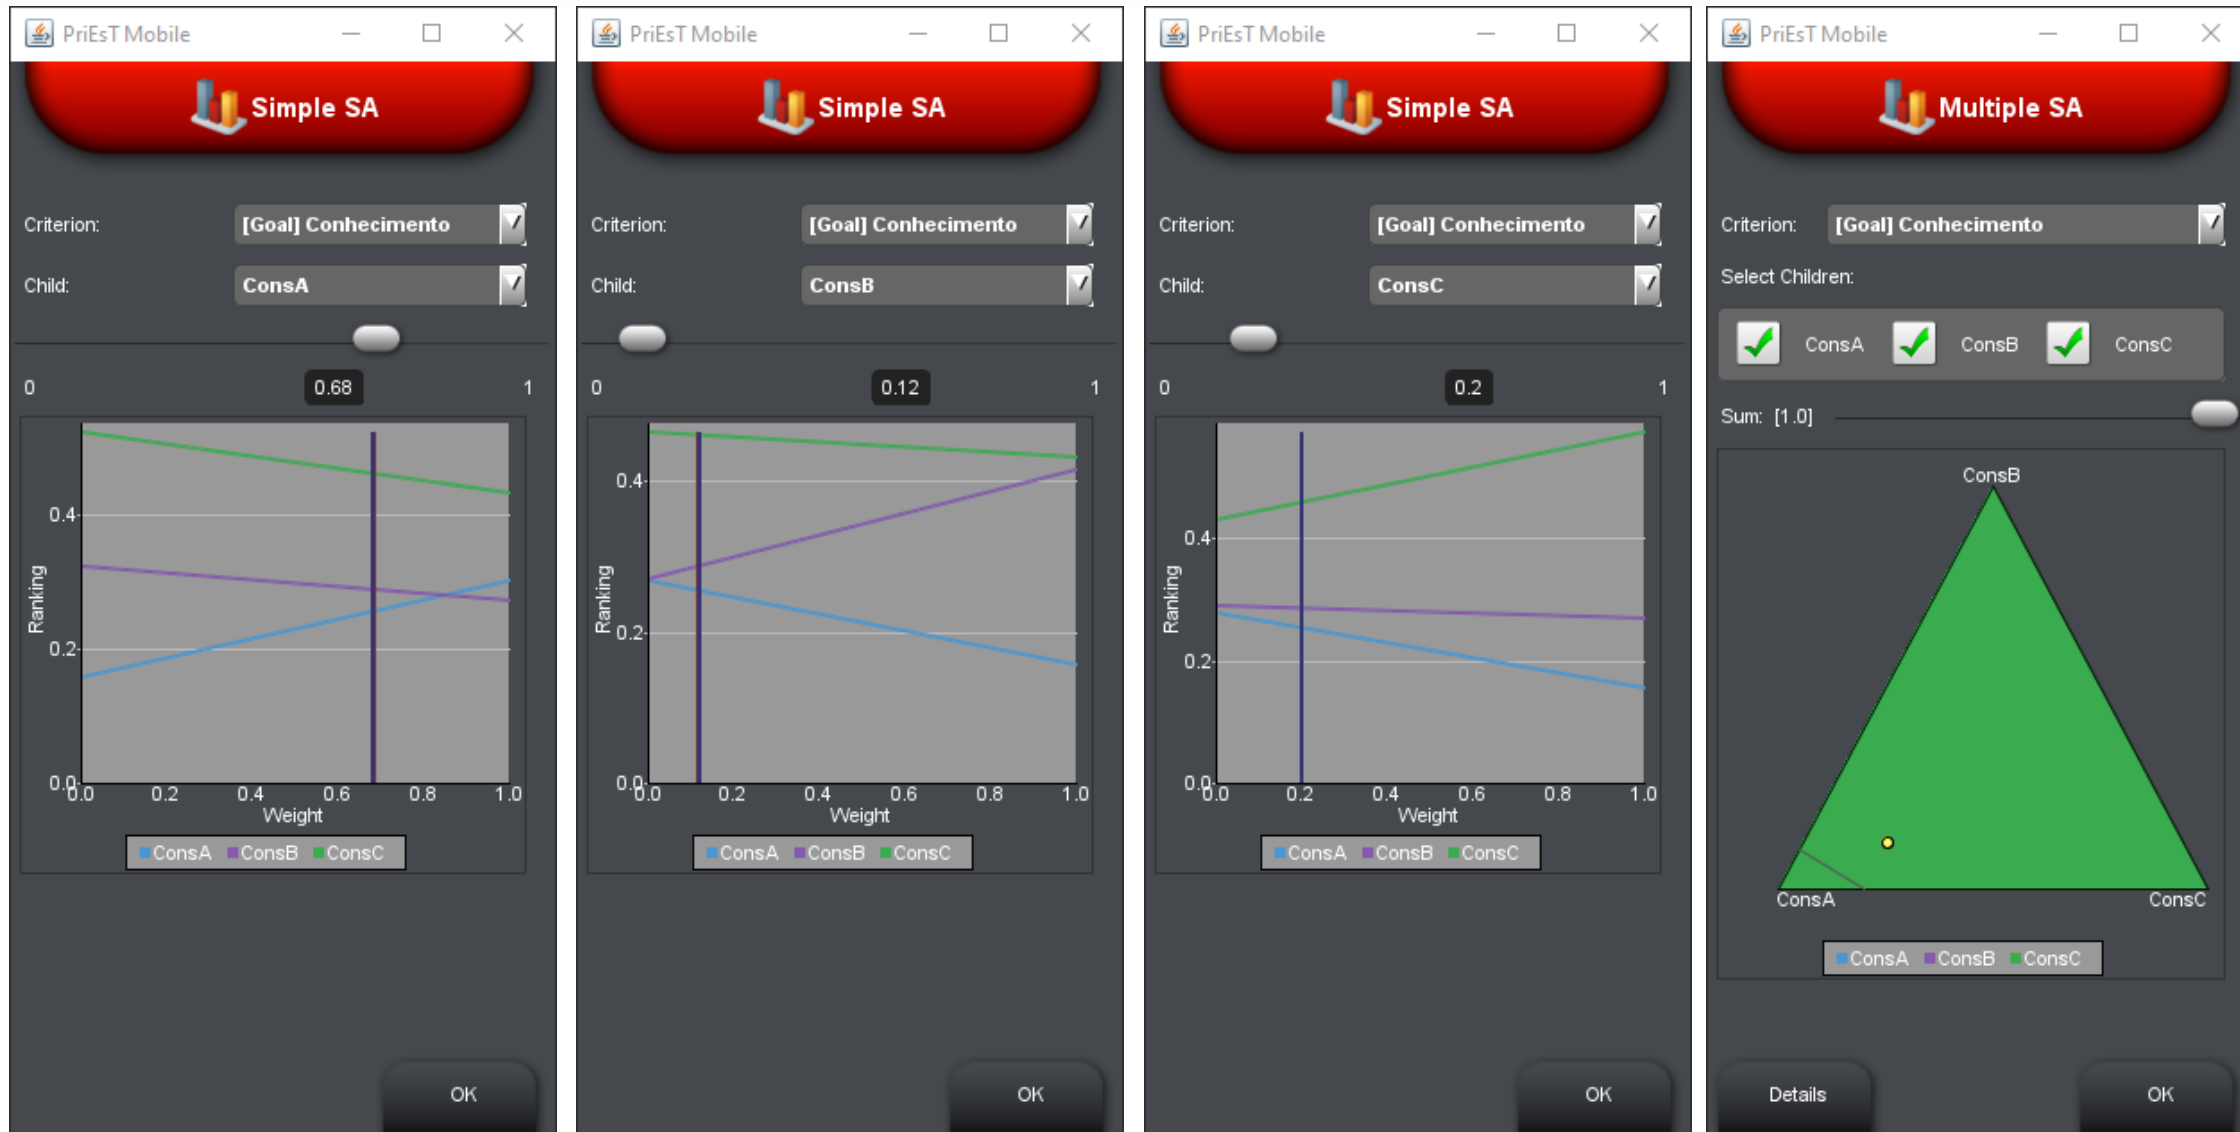 PriEsT Mobile
Simple SA
Criterion: [Goal] Conhecimento
Child: ConsA
0 0.68 1
Ranking
0.4
0.2
0.0
0.0 0.2 0.4 0.6 0.8 1.0
Weight
ConsA ConsB ConsC
OK
PriEsT Mobile
Simple SA
Criterion: [Goal] Conhecimento
Child: ConsB
0 0.12 1
Ranking
0.4
0.2
0.0
0.0 0.2 0.4 0.6 0.8 1.0
Weight
ConsA ConsB ConsC
OK
PriEsT Mobile
Simple SA
Criterion: [Goal] Conhecimento
Child: ConsC
0 0.2 1
Ranking
0.4
0.2
0.0
0.0 0.2 0.4 0.6 0.8 1.0
Weight
ConsA ConsB ConsC
OK
PriEsT Mobile
Multiple SA
Criterion: [Goal] Conhecimento
Select Children:
ConsA ConsB ConsC
Sum: [1.0]
ConsB
ConsA ConsC
ConsA ConsB ConsC
Details OK